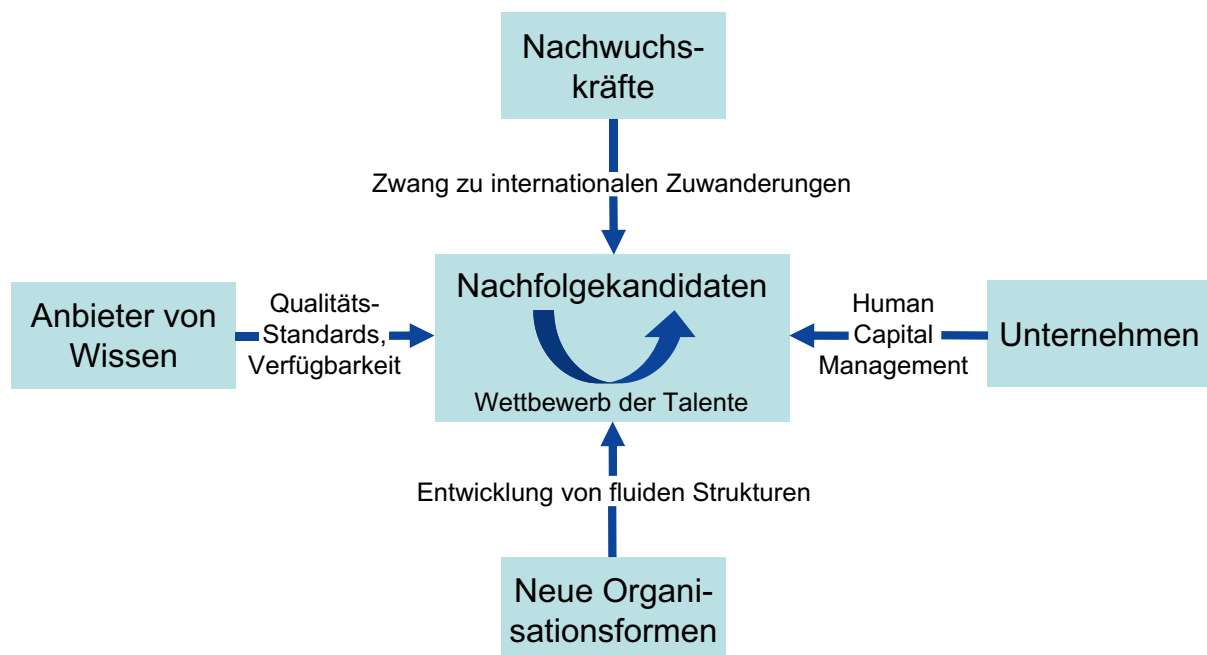 Nachwuchs-
kräfte
Zwang zu internationalen Zuwanderungen
Anbieter von
Wissen
Qualitäts-
Standards,
Verfügbarkeit
Nachfolgekandidaten
Wettbewerb der Talente
Human
Capital
Management
Unternehmen
Entwicklung von fluiden Strukturen
Neue Organi-
sationsformen